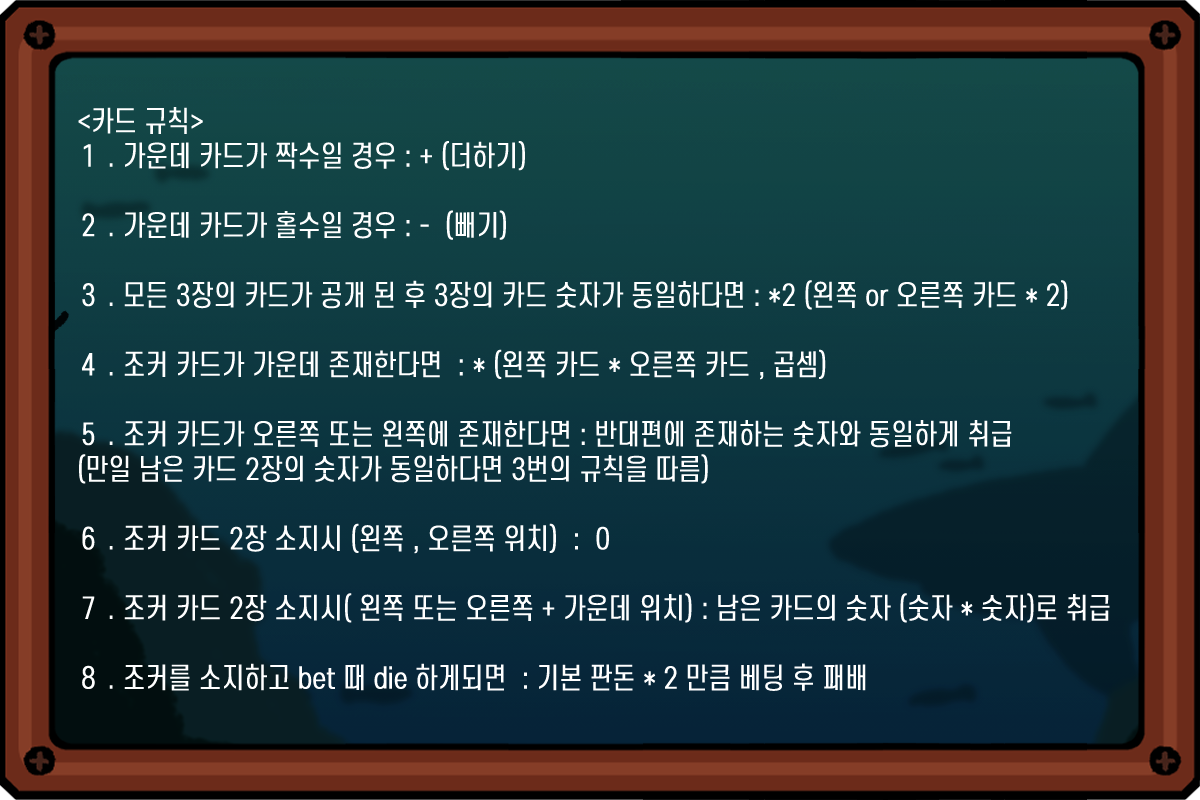 <카드 규칙>
1 . 가운데 카드가 짝수일 경우 : + (더하기)
2 . 가운데 카드가 홀수일 경우 : - (빼기)
3 . 모든 3장의 카드가 공개 된 후 3장의 카드 숫자가 동일하다면 : *2 (왼쪽 or 오른쪽 카드 * 2)
4 . 조커 카드가 가운데 존재한다면 : * (왼쪽 카드 * 오른쪽 카드 , 곱셈)
5 . 조커 카드가 오른쪽 또는 왼쪽에 존재한다면 : 반대편에 존재하는 숫자와 동일하게 취급
(만일 남은 카드 2장의 숫자가 동일하다면 3번의 규칙을 따름)
6 . 조커 카드 2장 소지시 (왼쪽 , 오른쪽 위치) : 0
7 . 조커 카드 2장 소지시( 왼쪽 또는 오른쪽 + 가운데 위치) : 남은 카드의 숫자 (숫자 * 숫자)로 취급
8 . 조커를 소지하고 bet 때 die 하게되면 : 기본 판돈 * 2 만큼 베팅 후 패배